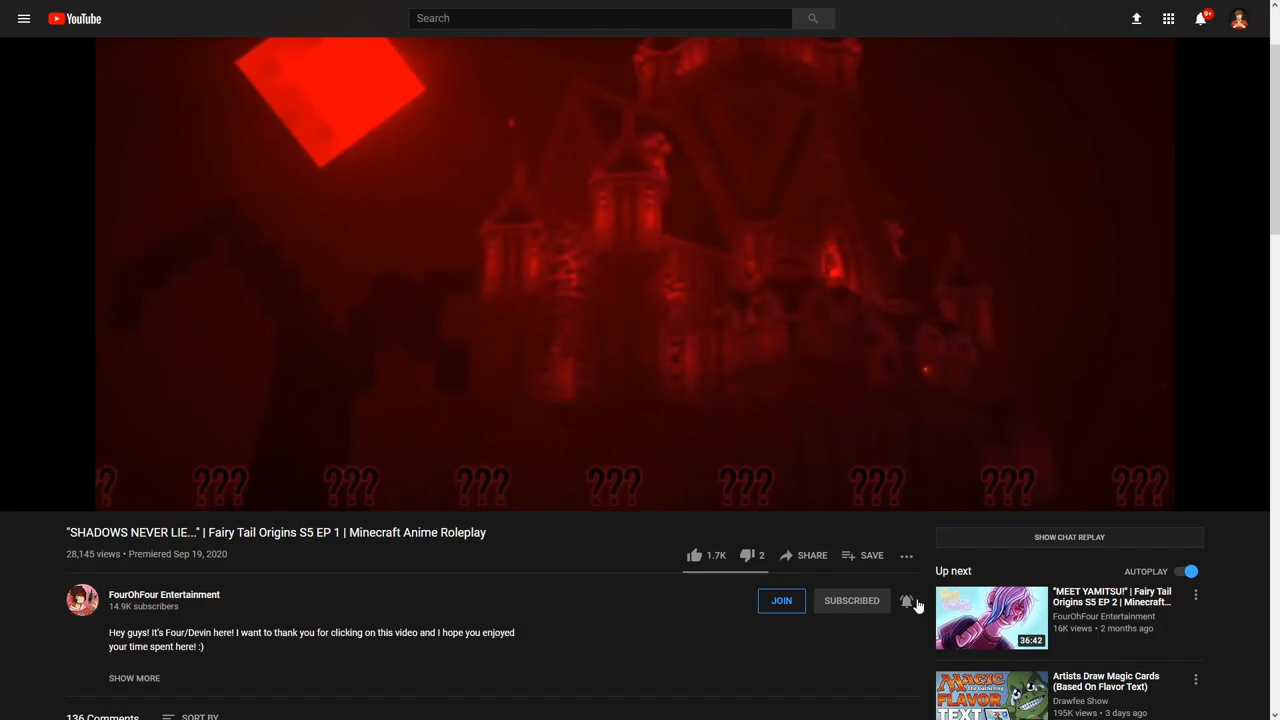 YouTube
Search
9+
??
???
???
???
???
???
???
???
???
"SHADOWS NEVER LIE..." | Fairy Tail Origins S5 EP 1 | Minecraft Anime Roleplay
28,145 views • Premiered Sep 19, 2020
1.7K
2
SHARE
SAVE
FourOhFour Entertainment
14.9K subscribers
JOIN
SUBSCRIBED
Hey guys! It's Four/Devin here! I want to thank you for clicking on this video and I hope you enjoyed
your time spent here! :)
SHOW MORE
136 Comments
SORT BY
SHOW CHAT REPLAY
Up next
AUTOPLAY
"MEET YAMITSU!" | Fairy Tail
Origins S5 EP 2 | Minecraft...
FourOhFour Entertainment
16K views • 2 months ago
36:42
Artists Draw Magic Cards
(Based On Flavor Text)
Drawfee Show
195K views • 3 days ago
MAGIC
FLAVOR
TEXT